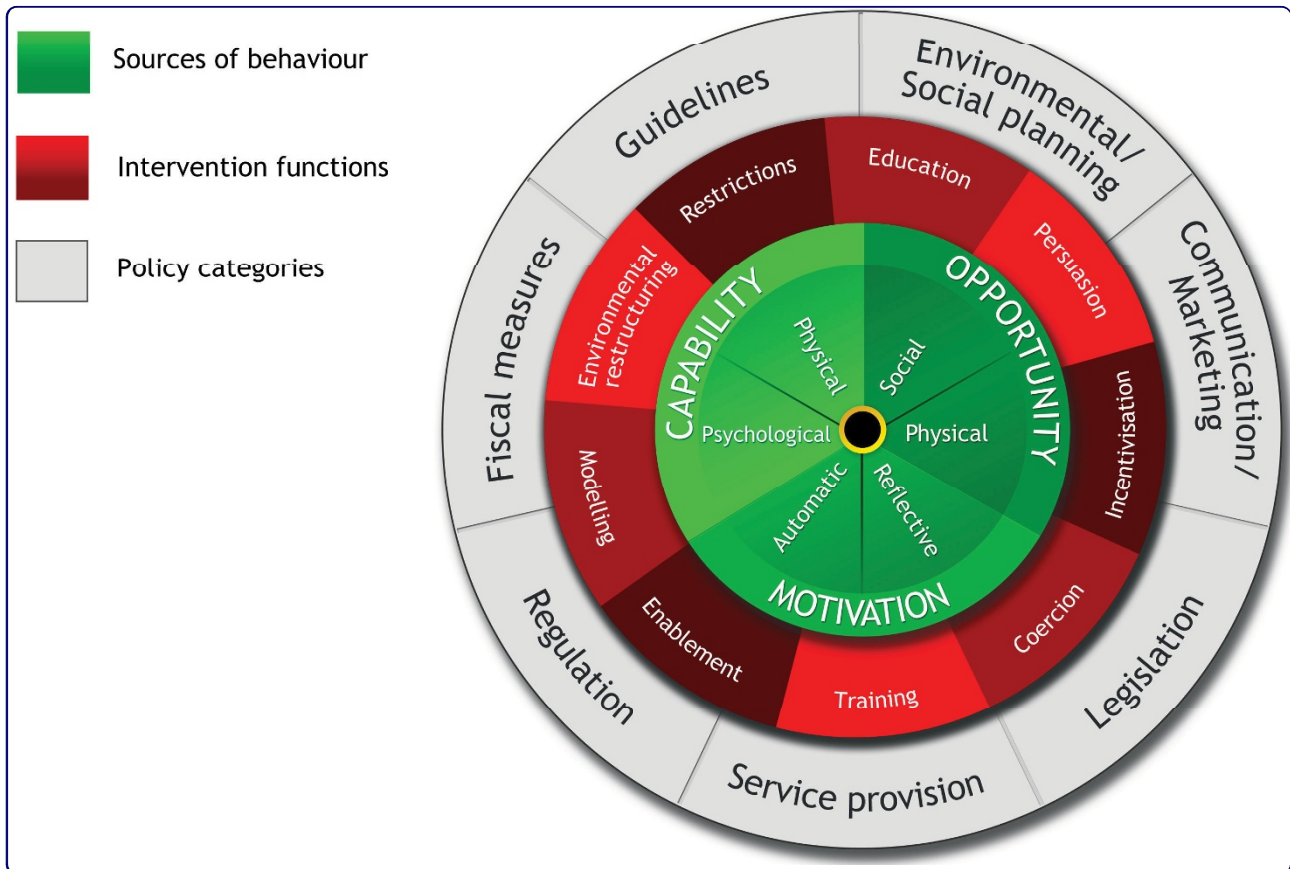 Sources of behaviour
Intervention functions
Policy categories
Guidelines
Environmental/
Social planning
Communication/
Marketing
Legislation
Service provision
Regulation
Fiscal measures
Restrictions
Education
Persuasion
Incentivisation
Coercion
Training
Enablement
Modelling
Environmental
restructuring
CAPABILITY
OPPORTUNITY
MOTIVATION
Physical
Social
Psychological
Physical
Automatic
Reflective